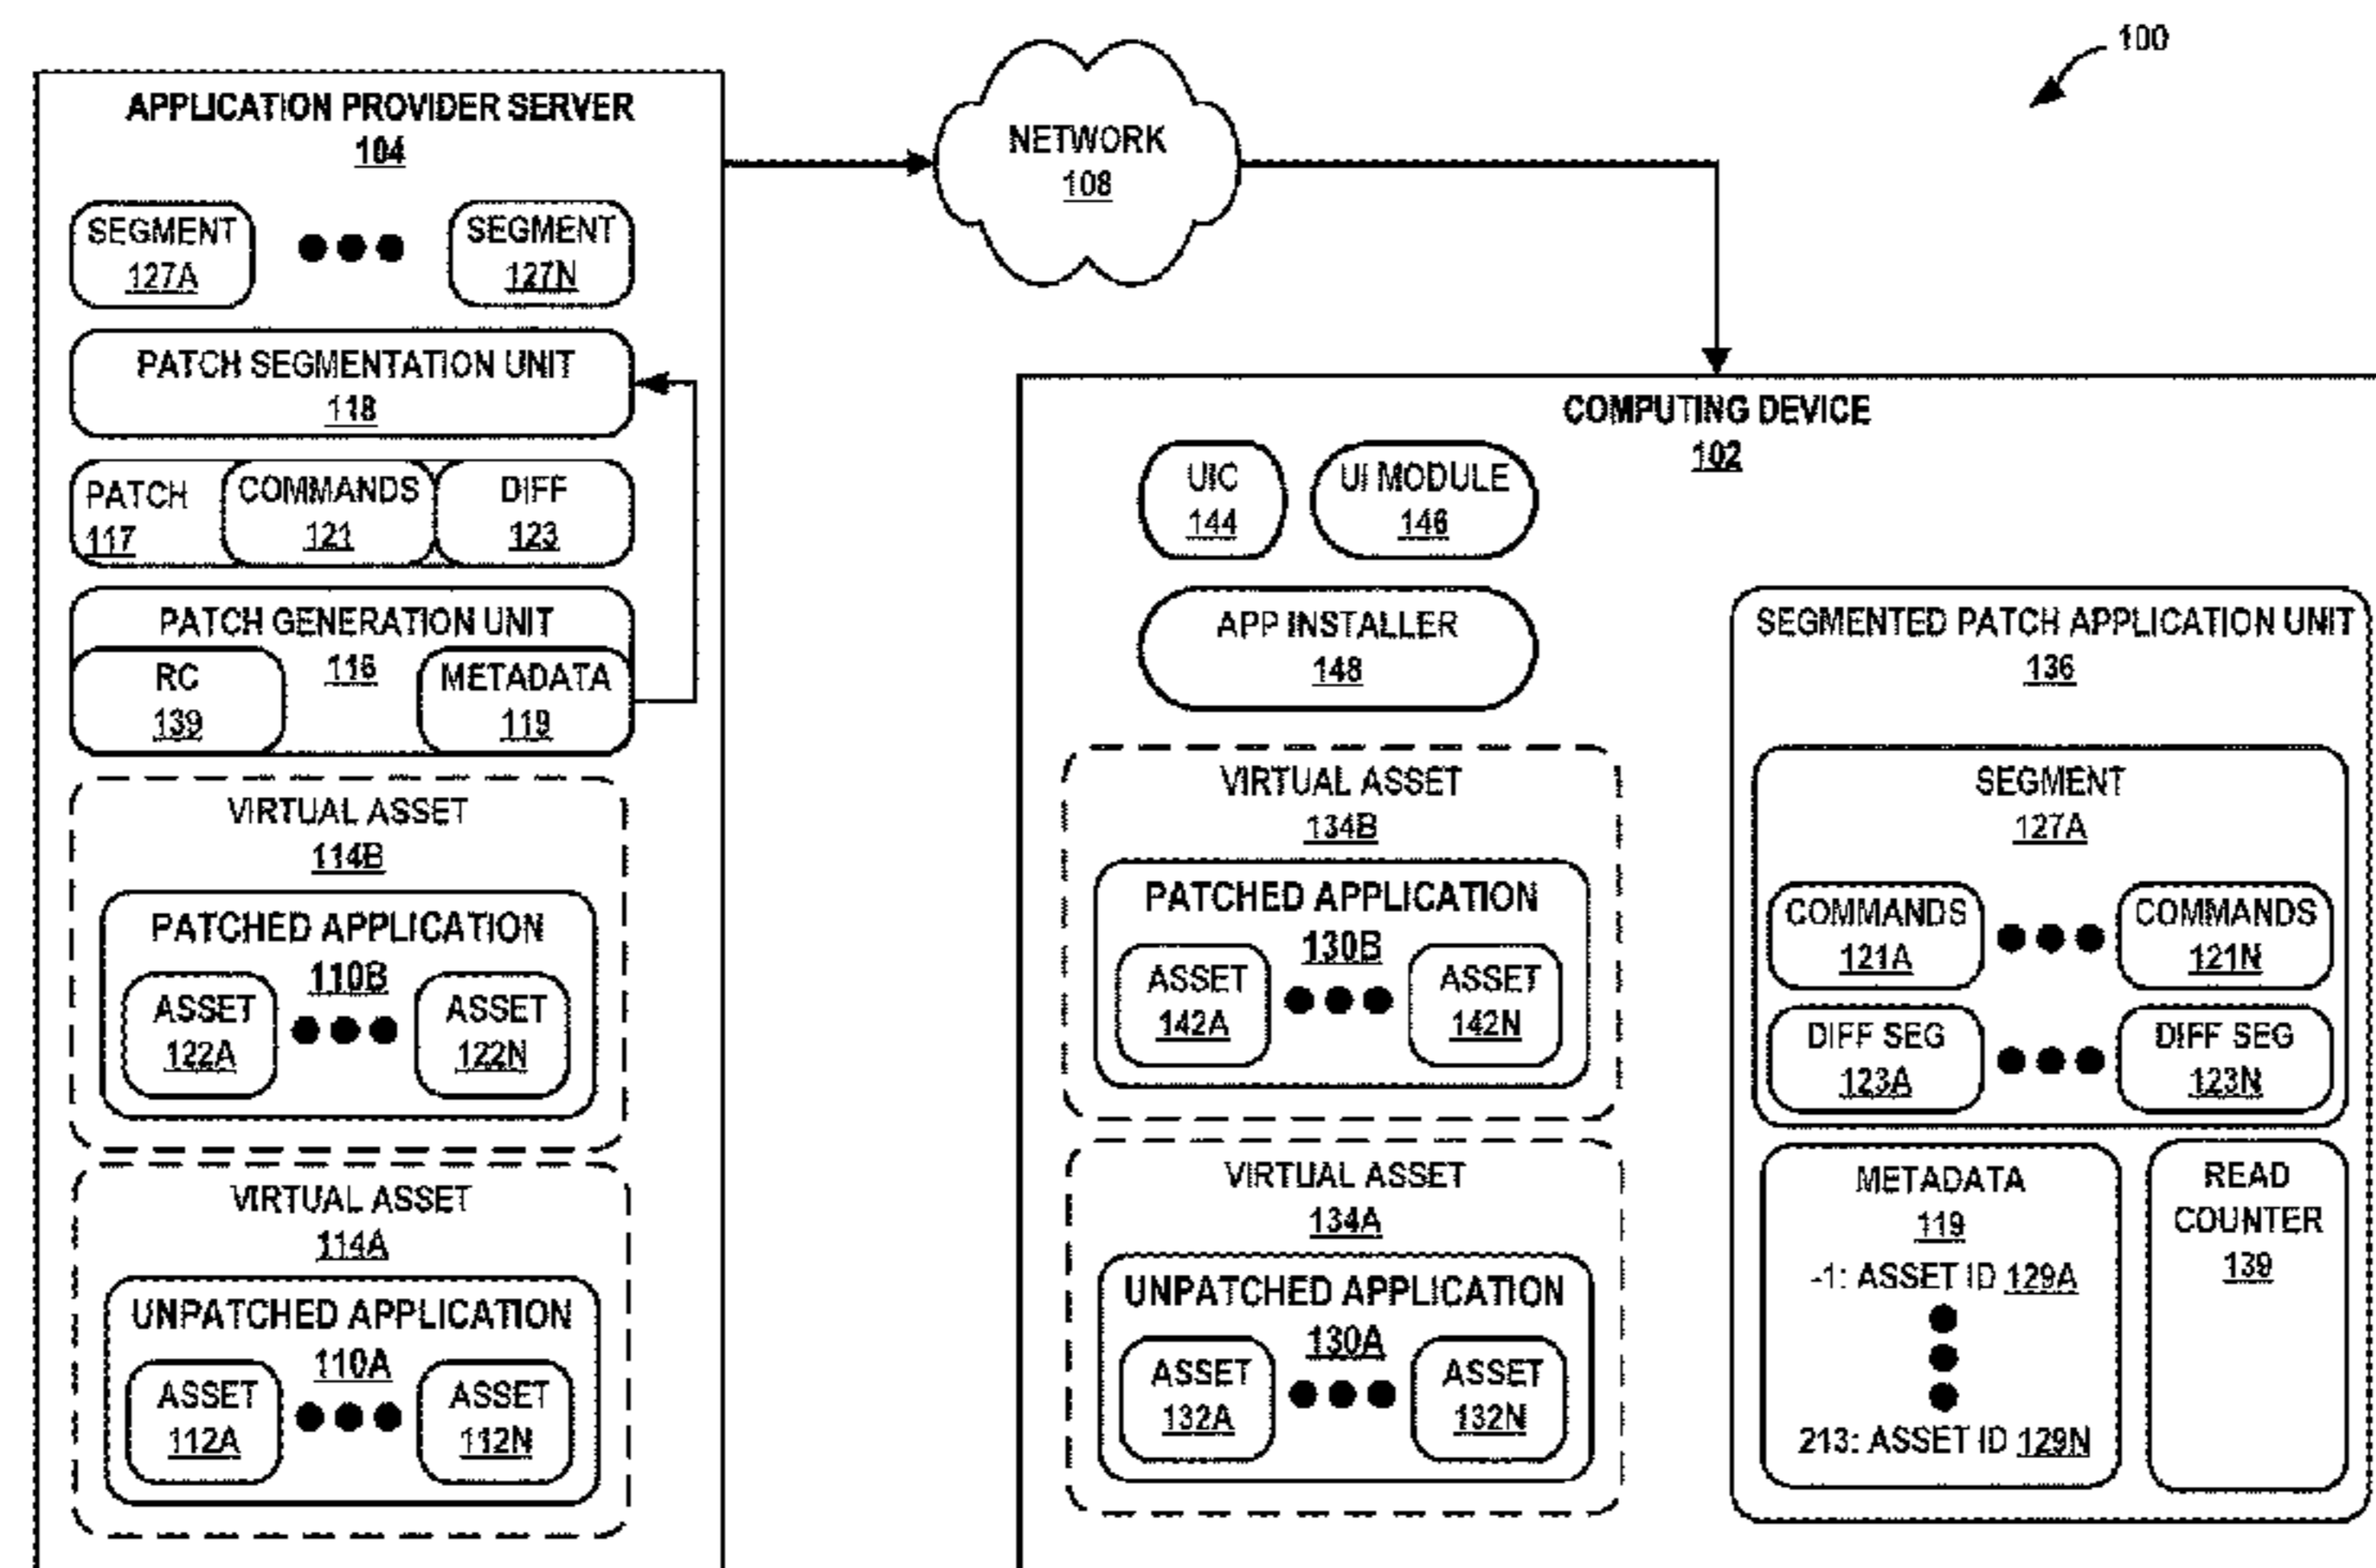 100
APPLICATION PROVIDER SERVER
104
SEGMENT
127A
SEGMENT
127N
PATCH SEGMENTATION UNIT
118
PATCH
117
COMMANDS
121
DIFF
123
PATCH GENERATION UNIT
116
RC
139
METADATA
119
VIRTUAL ASSET
114B
PATCHED APPLICATION
110B
ASSET
122A
ASSET
122N
VIRTUAL ASSET
114A
UNPATCHED APPLICATION
110A
ASSET
112A
ASSET
112N
NETWORK
108
COMPUTING DEVICE
102
UIC
144
UI MODULE
146
APP INSTALLER
148
VIRTUAL ASSET
134B
PATCHED APPLICATION
130B
ASSET
142A
ASSET
142N
VIRTUAL ASSET
134A
UNPATCHED APPLICATION
130A
ASSET
132A
ASSET
132N
SEGMENTED PATCH APPLICATION UNIT
136
SEGMENT
127A
COMMANDS
121A
COMMANDS
121N
DIFF SEG
123A
DIFF SEG
123N
METADATA
119
-1: ASSET ID 129A
213: ASSET ID 129N
READ
COUNTER
139